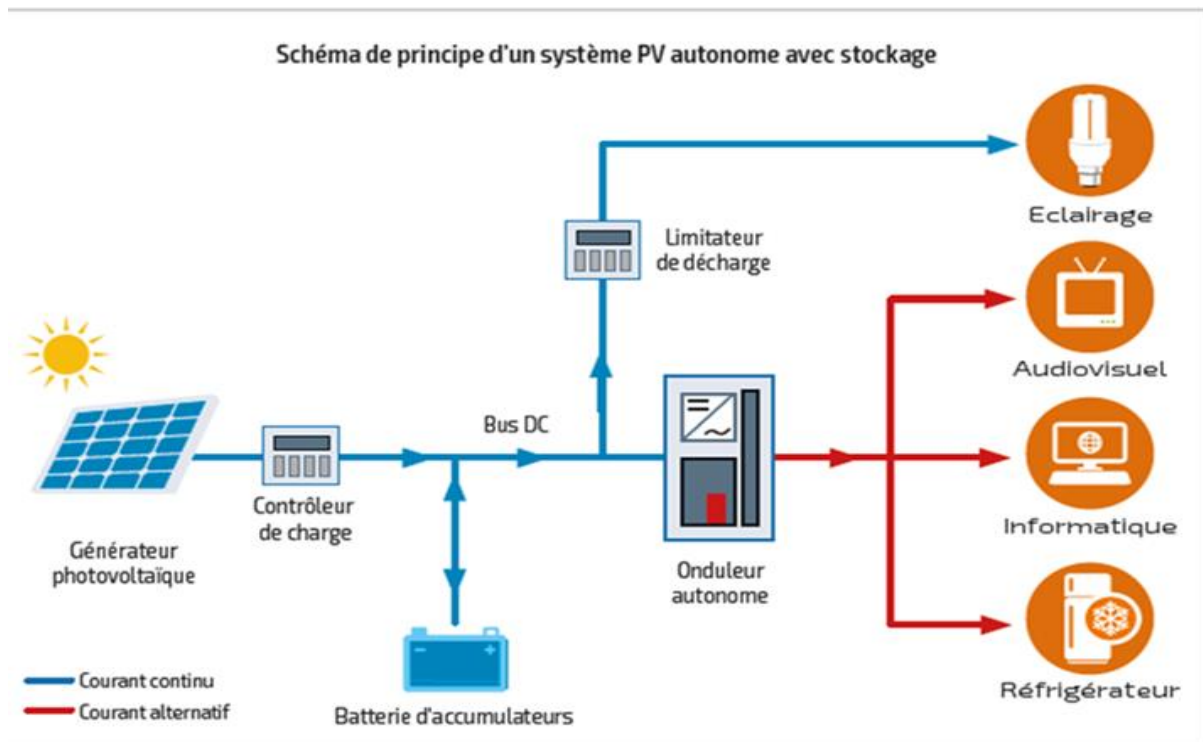 Schéma de principe d'un système PV autonome avec stockage
Eclairage
Limitateur
de décharge
Audiovisuel
Bus DC
Contrôleur
de charge
Informatique
Générateur
photovoltaïque
Onduleur
autonome
Courant continu
Courant alternatif
Batterie d'accumulateurs
Réfrigérateur